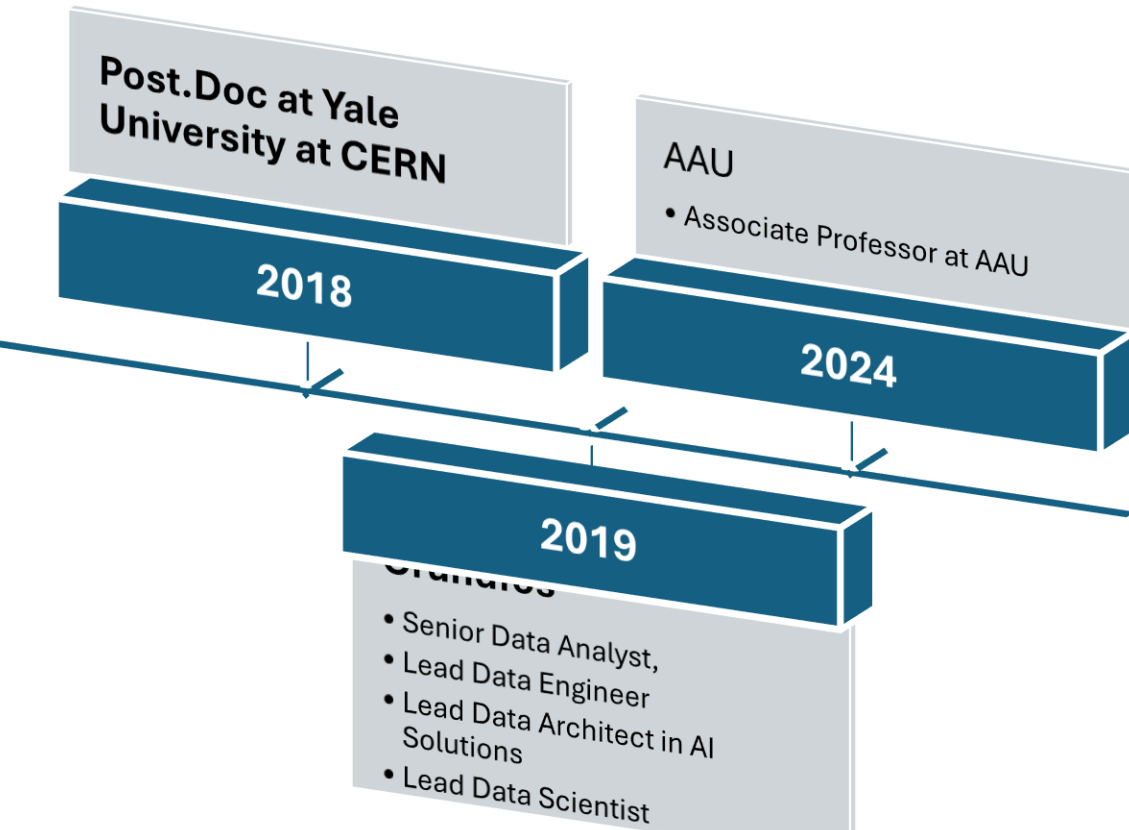 Post.Doc at Yale
University at CERN
2018
AAU
• Associate Professor at AAU
2024
2019
• Senior Data Analyst,
• Lead Data Engineer
• Lead Data Architect in AI
Solutions
• Lead Data Scientist